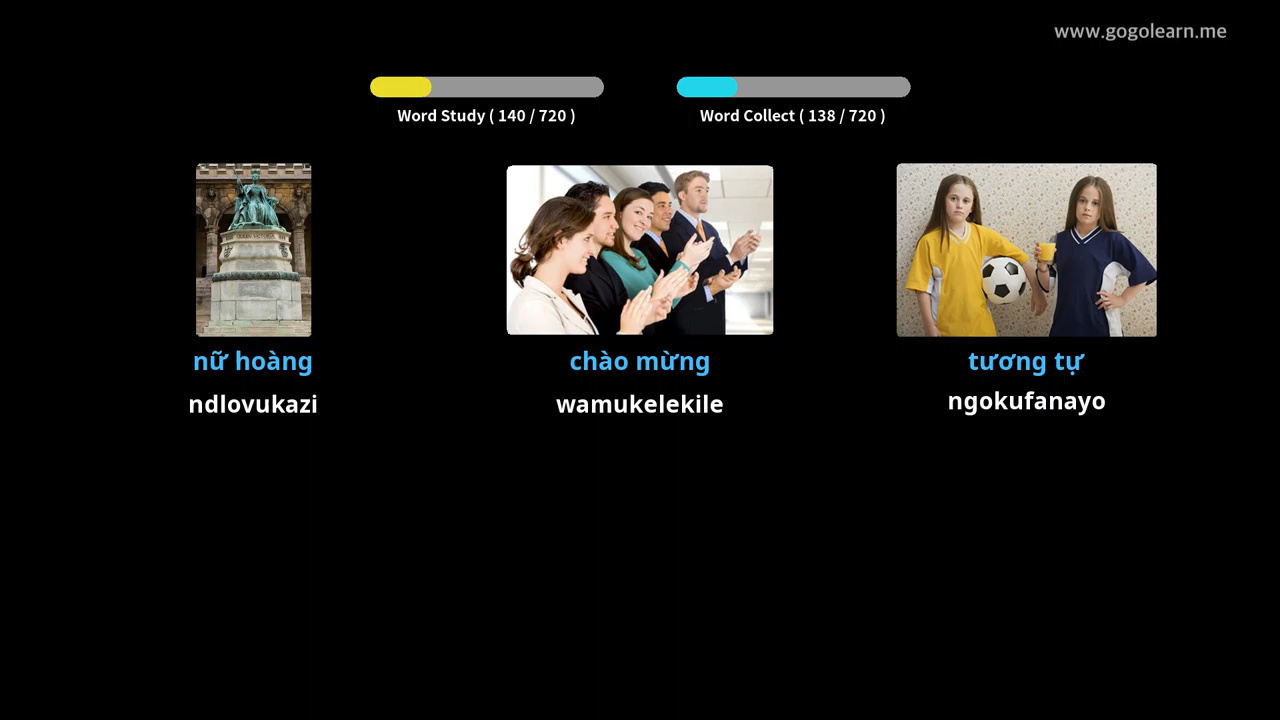 www.gogolearn.me
Word Study ( 140 / 720 )
Word Collect ( 138 / 720 )
nữ hoàng
chào mừng
tương tự
ndlovukazi
wamukelekile
ngokufanayo